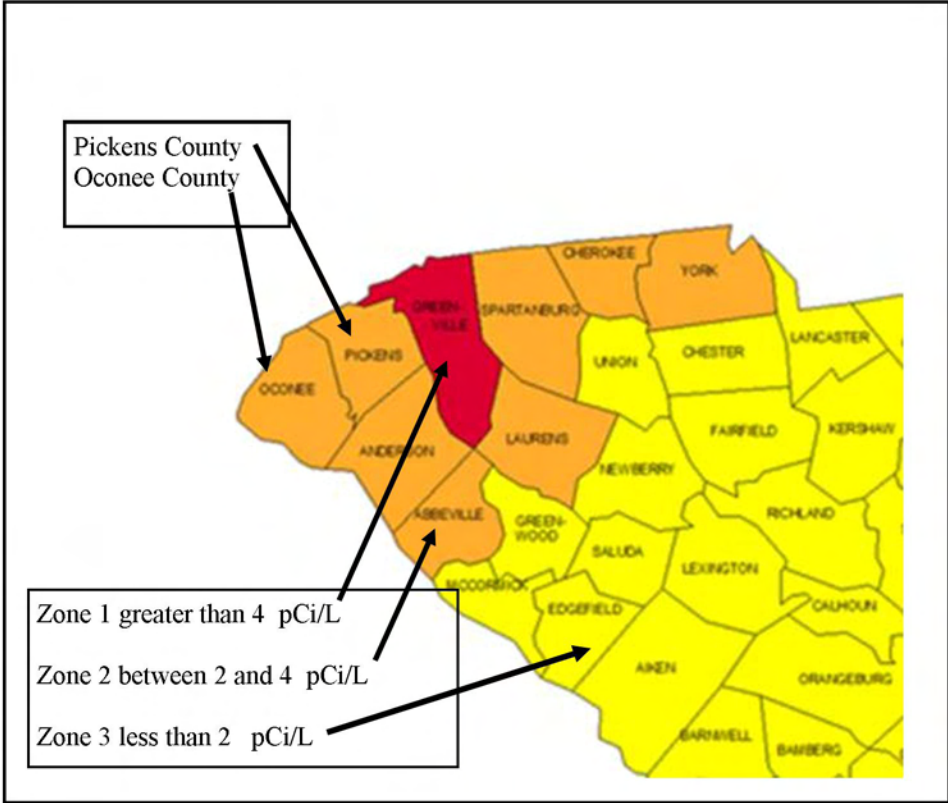 Pickens County
Oconee County
CHEROKEE
YORK
GREEN-
VILLE
SPARTANBURG
LANCASTER
UNION
CHESTER
PICKENS
OCONEE
ANDERSON
LAURENS
FAIRFIELD
KERSHAW
NEWBERRY
ABBEVILLE
GREEN-
WOOD
RICHLAND
SALUDA
LEXINGTON
MCCORMICK
EDGEFIELD
CALHOUN
AIKEN
ORANGEBURG
BARNWELL
BAMBERG
Zone 1 greater than 4 pCi/L
Zone 2 between 2 and 4 pCi/L
Zone 3 less than 2 pCi/L